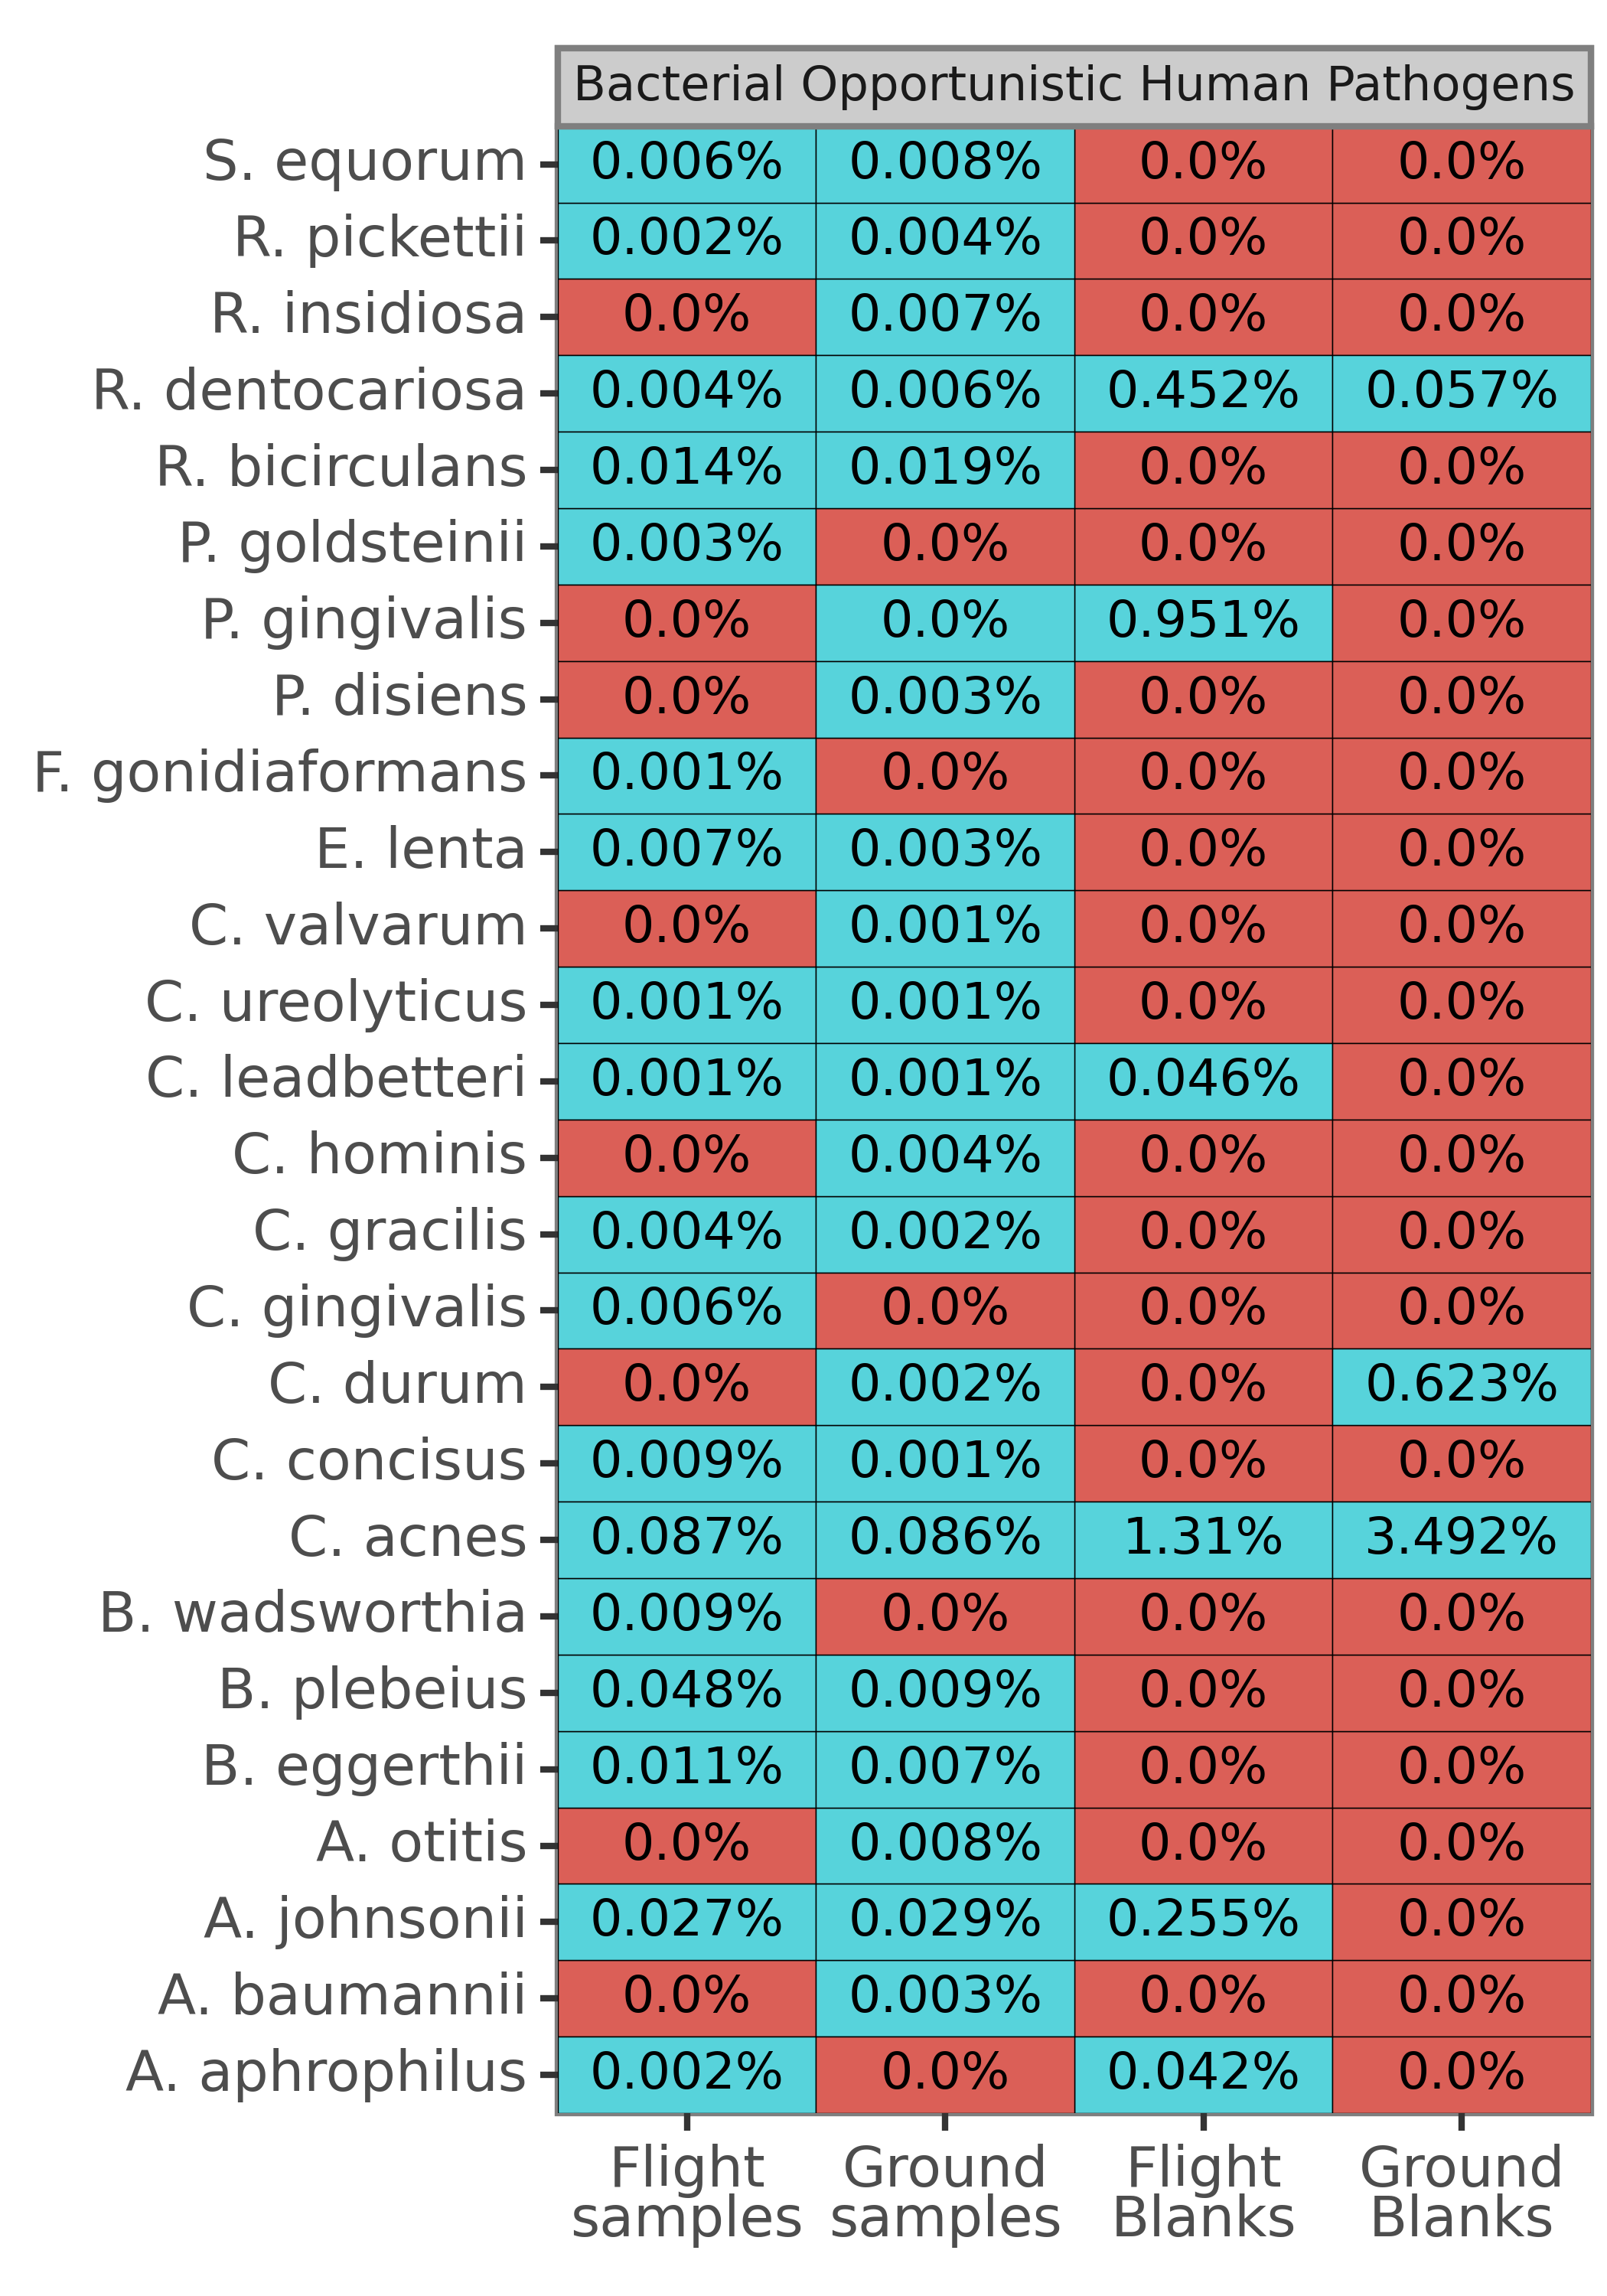 Bacterial Opportunistic Human Pathogens
S. equorum 0.006% 0.008% 0.0% 0.0%
R. pickettii 0.002% 0.004% 0.0% 0.0%
R. insidiosa 0.0% 0.007% 0.0% 0.0%
R. dentocariosa 0.004% 0.006% 0.452% 0.057%
R. bicirculans 0.014% 0.019% 0.0% 0.0%
P. goldsteinii 0.003% 0.0% 0.0% 0.0%
P. gingivalis 0.0% 0.0% 0.951% 0.0%
P. disiens 0.0% 0.003% 0.0% 0.0%
F. gonidiaformans 0.001% 0.0% 0.0% 0.0%
E. lenta 0.007% 0.003% 0.0% 0.0%
C. valvarum 0.0% 0.001% 0.0% 0.0%
C. ureolyticus 0.001% 0.001% 0.0% 0.0%
C. leadbetteri 0.001% 0.001% 0.046% 0.0%
C. hominis 0.0% 0.004% 0.0% 0.0%
C. gracilis 0.004% 0.002% 0.0% 0.0%
C. gingivalis 0.006% 0.0% 0.0% 0.0%
C. durum 0.0% 0.002% 0.0% 0.623%
C. concisus 0.009% 0.001% 0.0% 0.0%
C. acnes 0.087% 0.086% 1.31% 3.492%
B. wadsworthia 0.009% 0.0% 0.0% 0.0%
B. plebeius 0.048% 0.009% 0.0% 0.0%
B. eggerthii 0.011% 0.007% 0.0% 0.0%
A. otitis 0.0% 0.008% 0.0% 0.0%
A. johnsonii 0.027% 0.029% 0.255% 0.0%
A. baumannii 0.0% 0.003% 0.0% 0.0%
A. aphrophilus 0.002% 0.0% 0.042% 0.0%
Flight Ground Flight Ground
samples samples Blanks Blanks